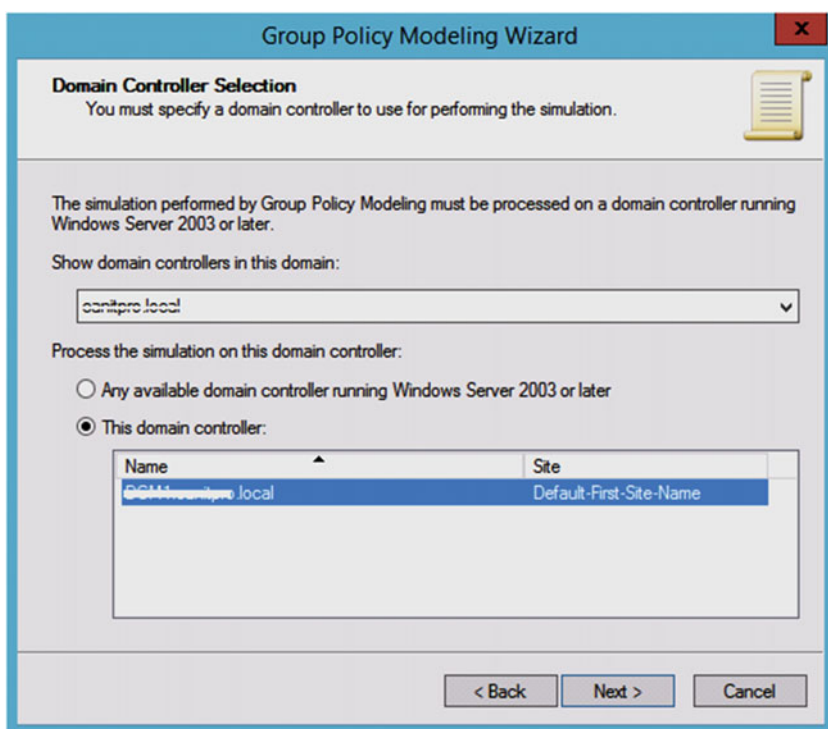 Group Policy Modeling Wizard
x
Domain Controller Selection
You must specify a domain controller to use for performing the simulation.
The simulation performed by Group Policy Modeling must be processed on a domain controller running
Windows Server 2003 or later.
Show domain controllers in this domain:
Process the simulation on this domain controller:
Any available domain controller running Windows Server 2003 or later
This domain controller:
Name Site
.local Default-First-Site-Name
< Back Next > Cancel